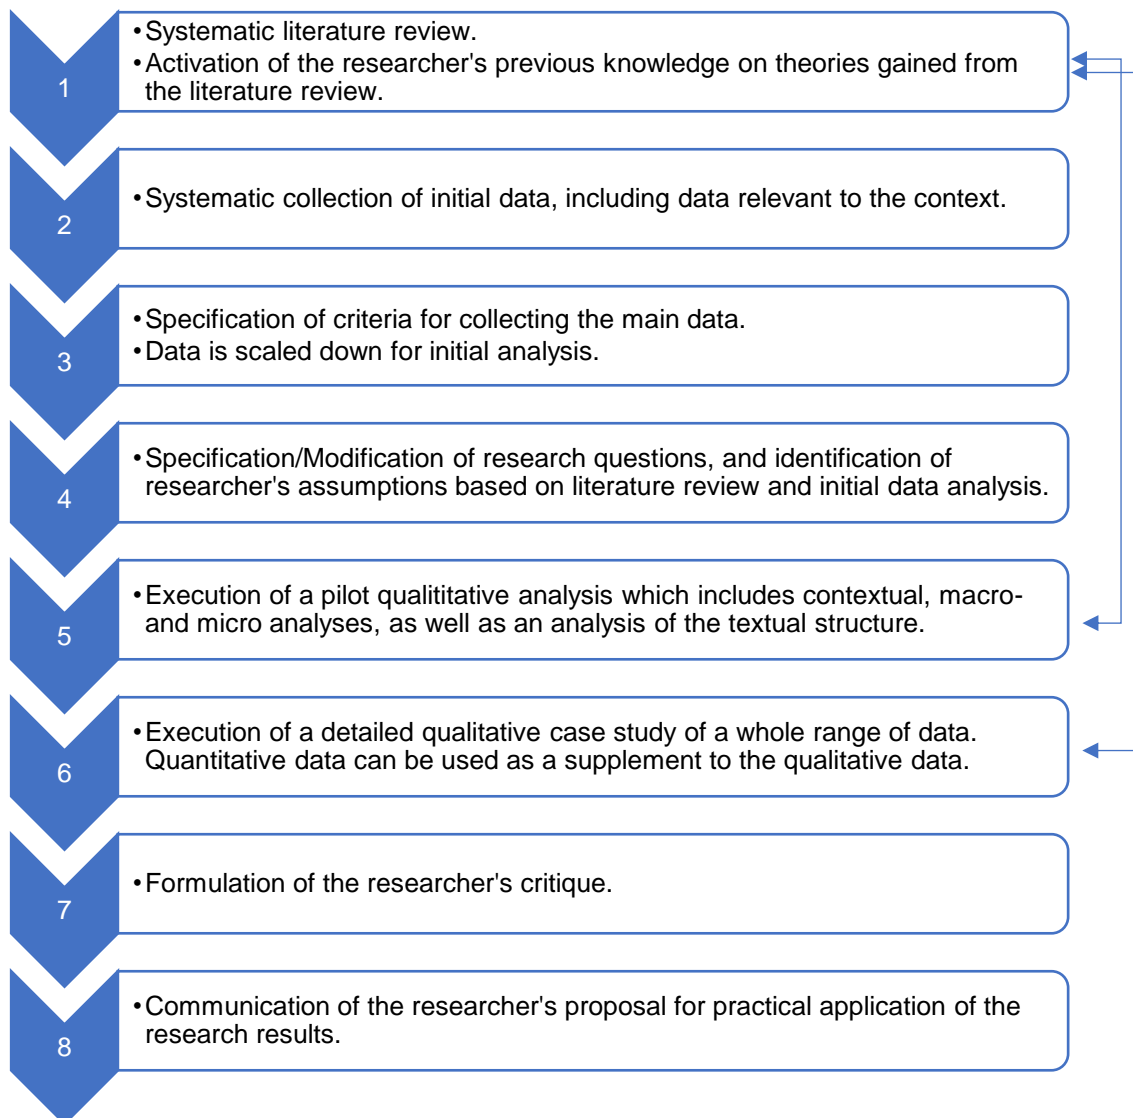 1
•Systematic literature review.
•Activation of the researcher's previous knowledge on theories gained from
the literature review.
2
•Systematic collection of initial data, including data relevant to the context.
3
•Specification of criteria for collecting the main data.
•Data is scaled down for initial analysis.
4
•Specification/Modification of research questions, and identification of
researcher's assumptions based on literature review and initial data analysis.
5
•Execution of a pilot qualititative analysis which includes contextual, macro-
and micro analyses, as well as an analysis of the textual structure.
6
•Execution of a detailed qualitative case study of a whole range of data.
Quantitative data can be used as a supplement to the qualitative data.
7
•Formulation of the researcher's critique.
8
•Communication of the researcher's proposal for practical application of the
research results.